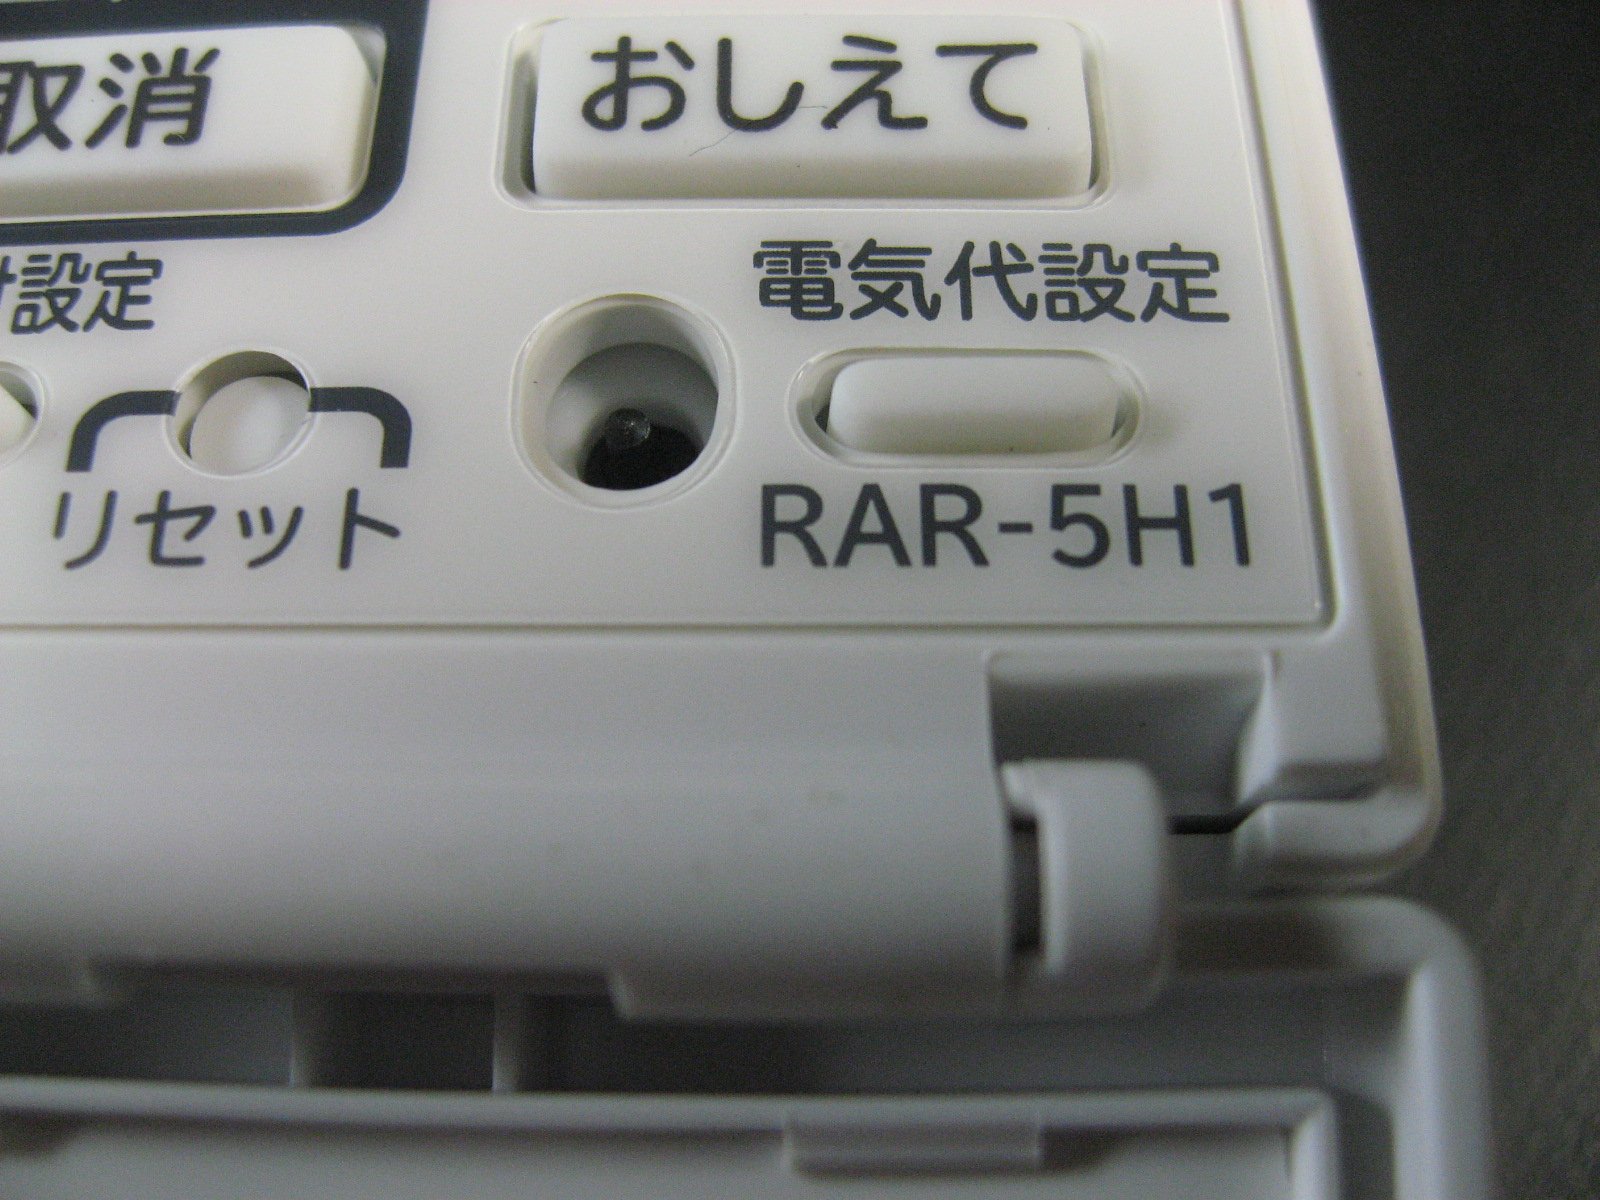 取消
おしえて
設定
電気代設定
リセット
RAR-5H1